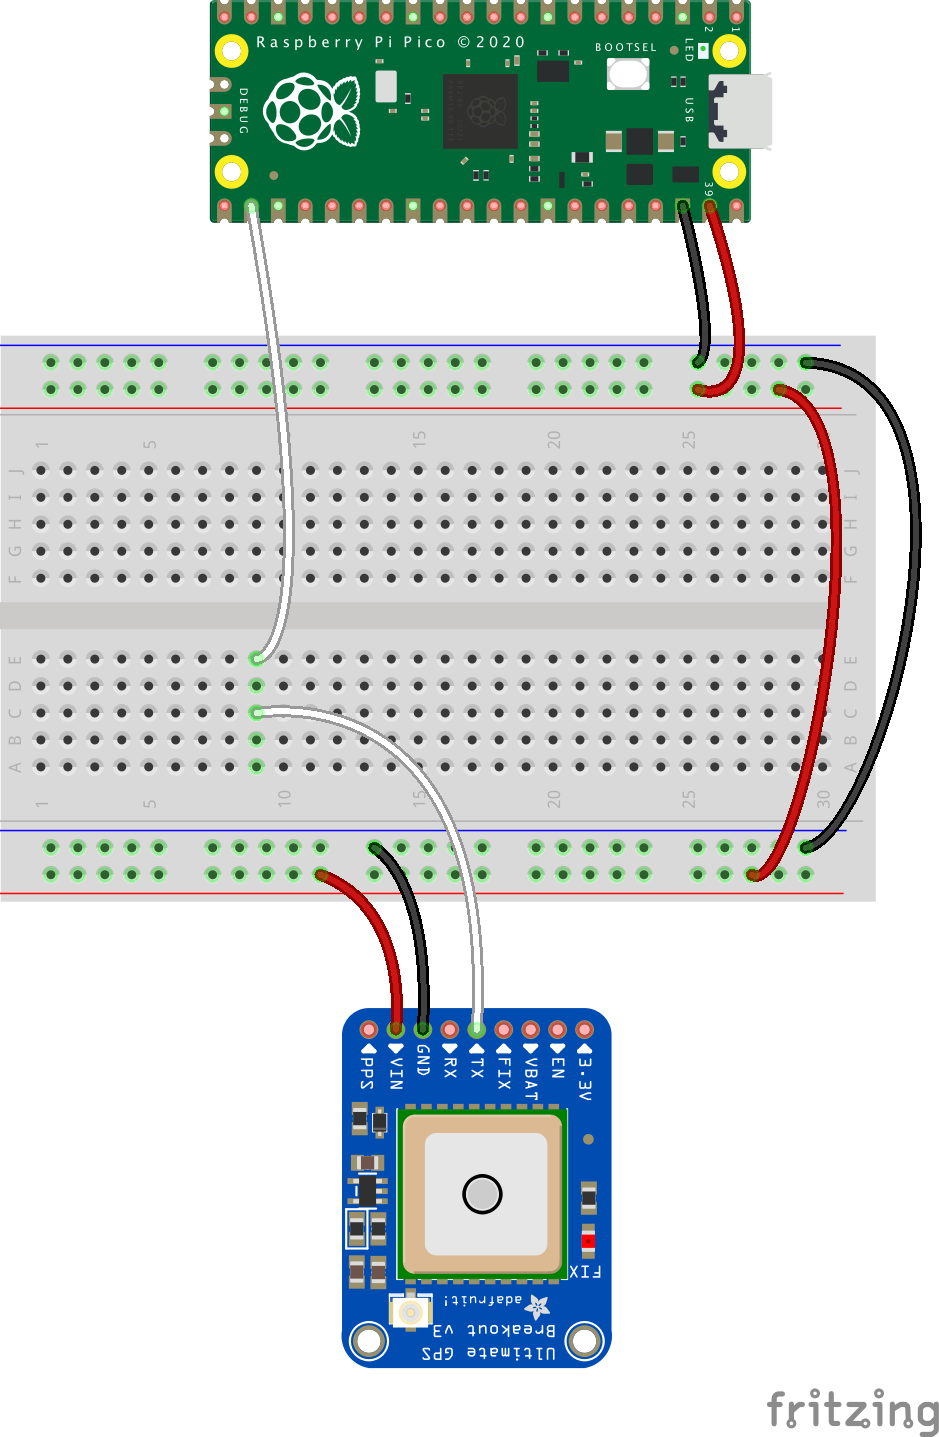 2
1
Raspberry Pi Pico ©2020
BOOTSEL
LED
DEBUG
USB
39
1 5 15 20 25
J J
I I
H H
G G
F F
E E
D D
C C
B B
A A
1 5 10 15 20 25 30
PPS VIN GND RX TX FIX VBAT EN 3.3V
FIX
adafruit!
Breakout v3
Ultimate GPS
fritzing